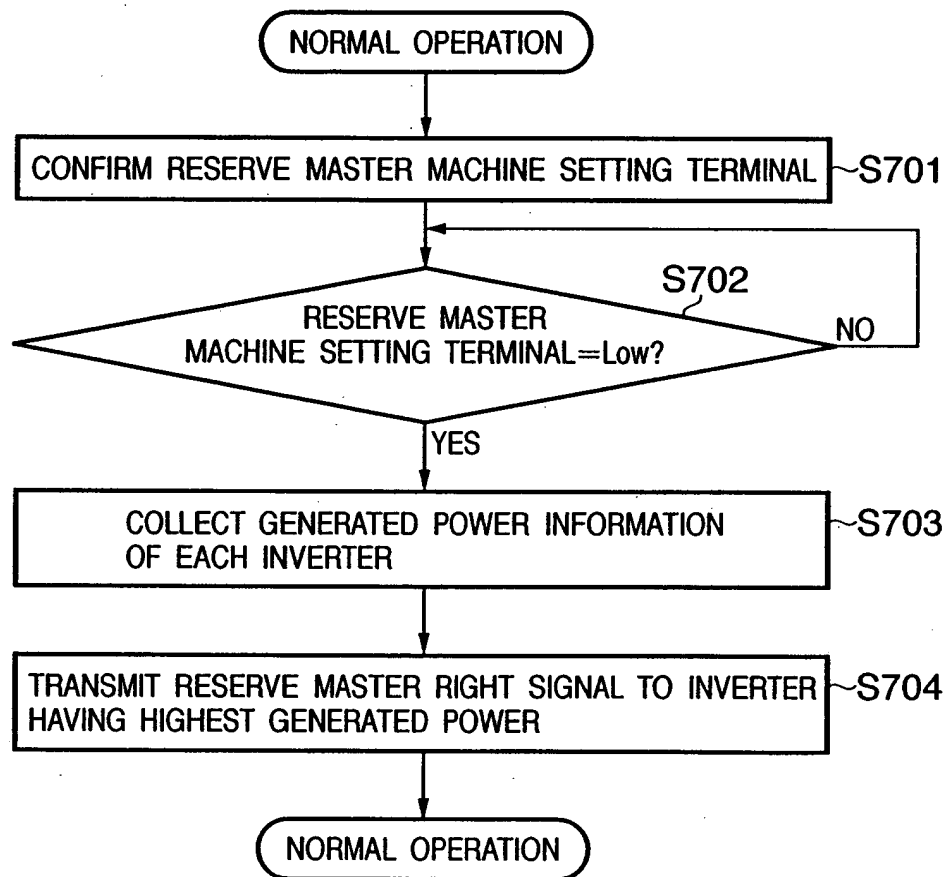 NORMAL OPERATION
CONFIRM RESERVE MASTER MACHINE SETTING TERMINAL
S701
S702
RESERVE MASTER
MACHINE SETTING TERMINAL=Low?
NO
YES
COLLECT GENERATED POWER INFORMATION
OF EACH INVERTER
S703
TRANSMIT RESERVE MASTER RIGHT SIGNAL TO INVERTER
HAVING HIGHEST GENERATED POWER
S704
NORMAL OPERATION